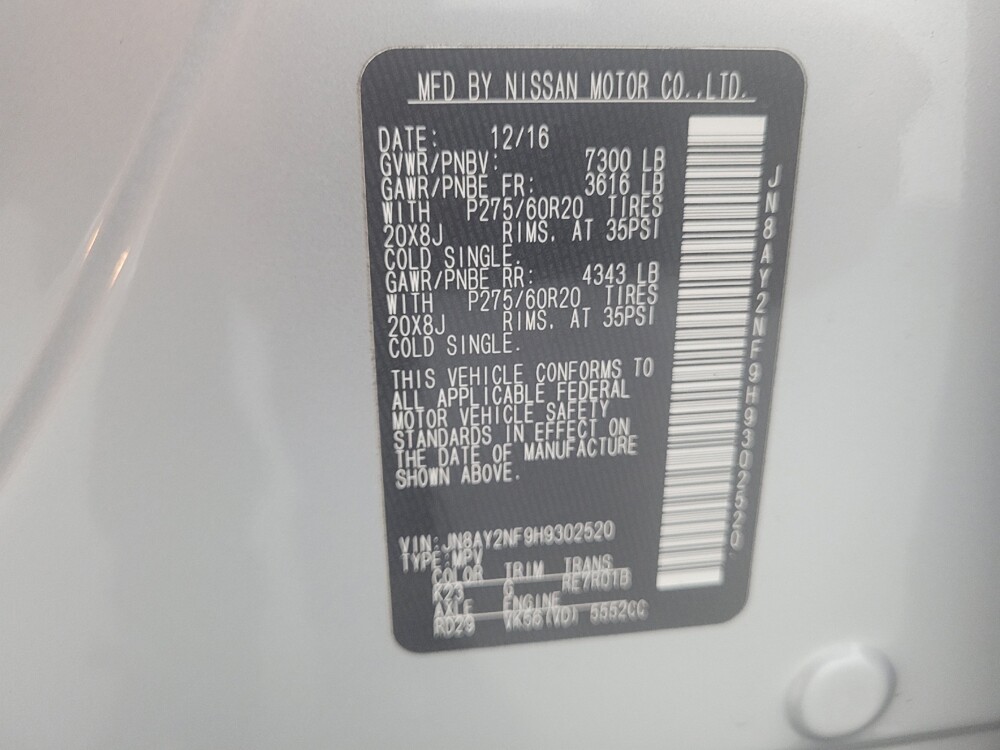 MFD BY NISSAN MOTOR CO.,LTD.
DATE: 12/16
GVWR/PNBV: 7300 LB
GAWR/PNBE FR: 3616 LB
WITH P275/60R20 TIRES
20X8J RIMS. AT 35PSI
COLD SINGLE.
GAWR/PNBE RR: 4343 LB
WITH P275/60R20 TIRES
20X8J RIMS. AT 35PSI
COLD SINGLE.
THIS VEHICLE CONFORMS TO
ALL APPLICABLE FEDERAL
MOTOR VEHICLE SAFETY
STANDARDS IN EFFECT ON
THE DATE OF MANUFACTURE
SHOWN ABOVE.
VIN:JN8AY2NF9H9302520
TYPE:MPV
COLOR TRIM TRANS
K23 G RE7R01B
AXLE ENGINE
RD23 VK56(VD) 5552CC
JN8AY2NF9H9302520